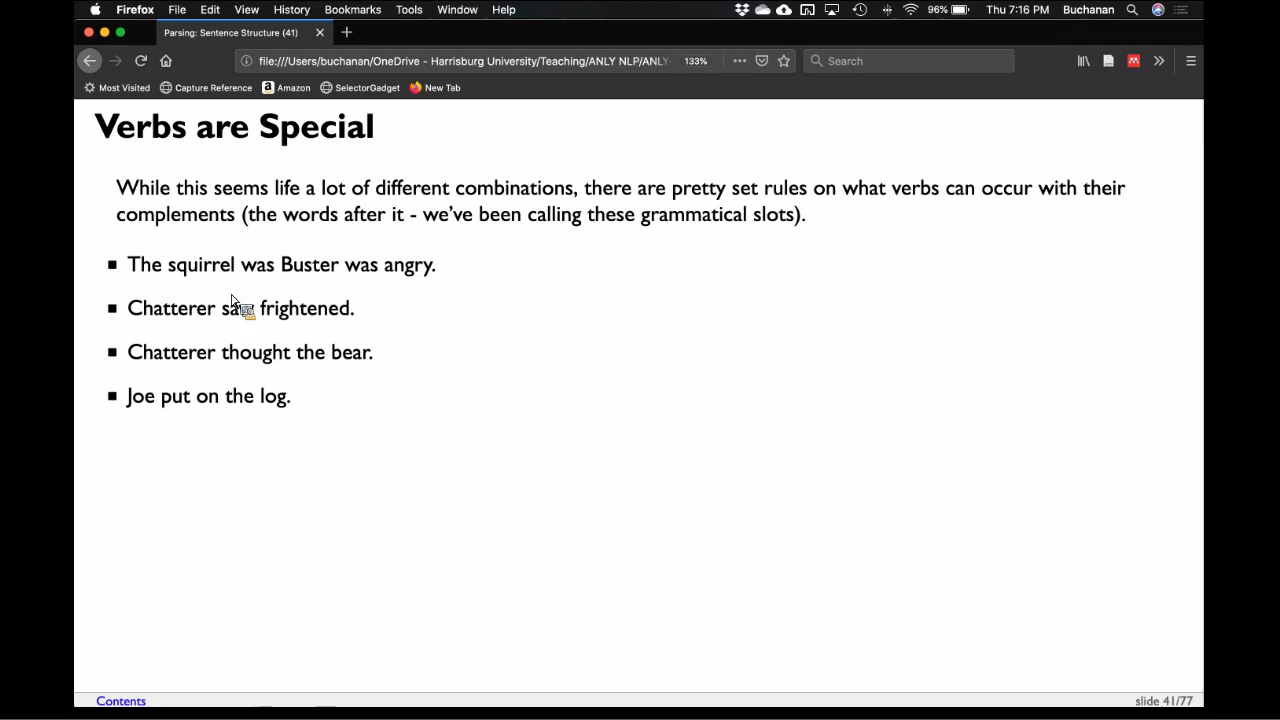 Firefox File Edit View History Bookmarks Tools Window Help 96% Thu 7:16 PM Buchanan
Parsing: Sentence Structure (41)
file:///Users/buchanan/OneDrive - Harrisburg University/Teaching/ANLY NLP/ANLY 133% Search
Most Visited Capture Reference Amazon SelectorGadget New Tab
Verbs are Special
While this seems life a lot of different combinations, there are pretty set rules on what verbs can occur with their
complements (the words after it - we've been calling these grammatical slots).
The squirrel was Buster was angry.
Chatterer saw frightened.
Chatterer thought the bear.
Joe put on the log.
Contents slide 41/77